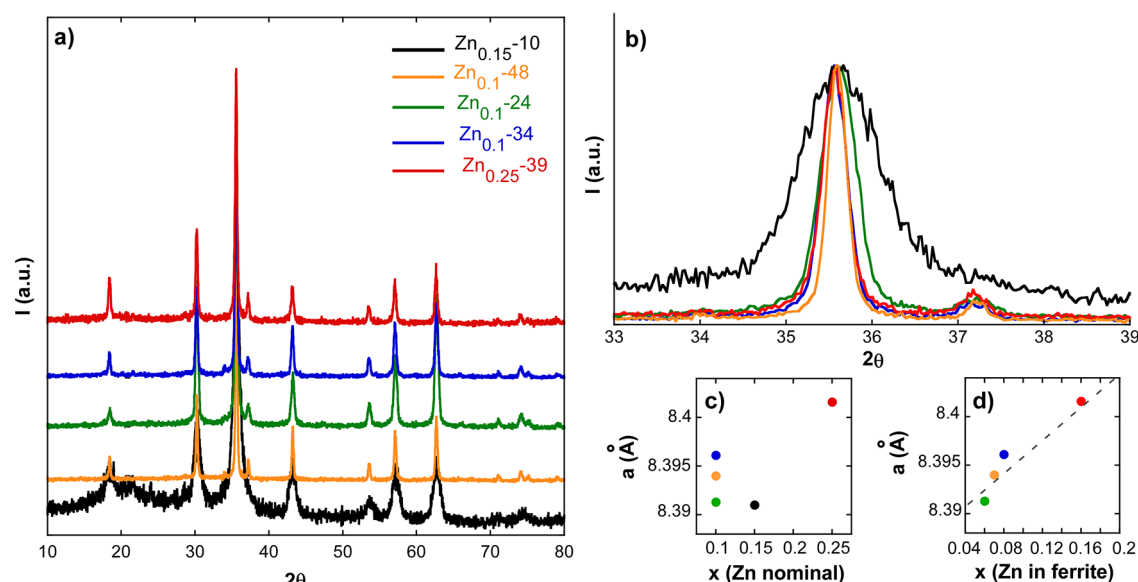 a)
Zn0.15-10
Zn0.1-48
Zn0.1-24
Zn0.1-34
Zn0.25-39
I (a.u.)
10 20 30 40 50 60 70 80
2θ
b)
I (a.u.)
33 34 35 36 37 38 39
2θ
c)
a (Å)
8.4
8.395
8.39
0.1 0.15 0.2 0.25
x (Zn nominal)
d)
a (Å)
8.4
8.395
8.39
0.04 0.08 0.12 0.16 0.2
x (Zn in ferrite)